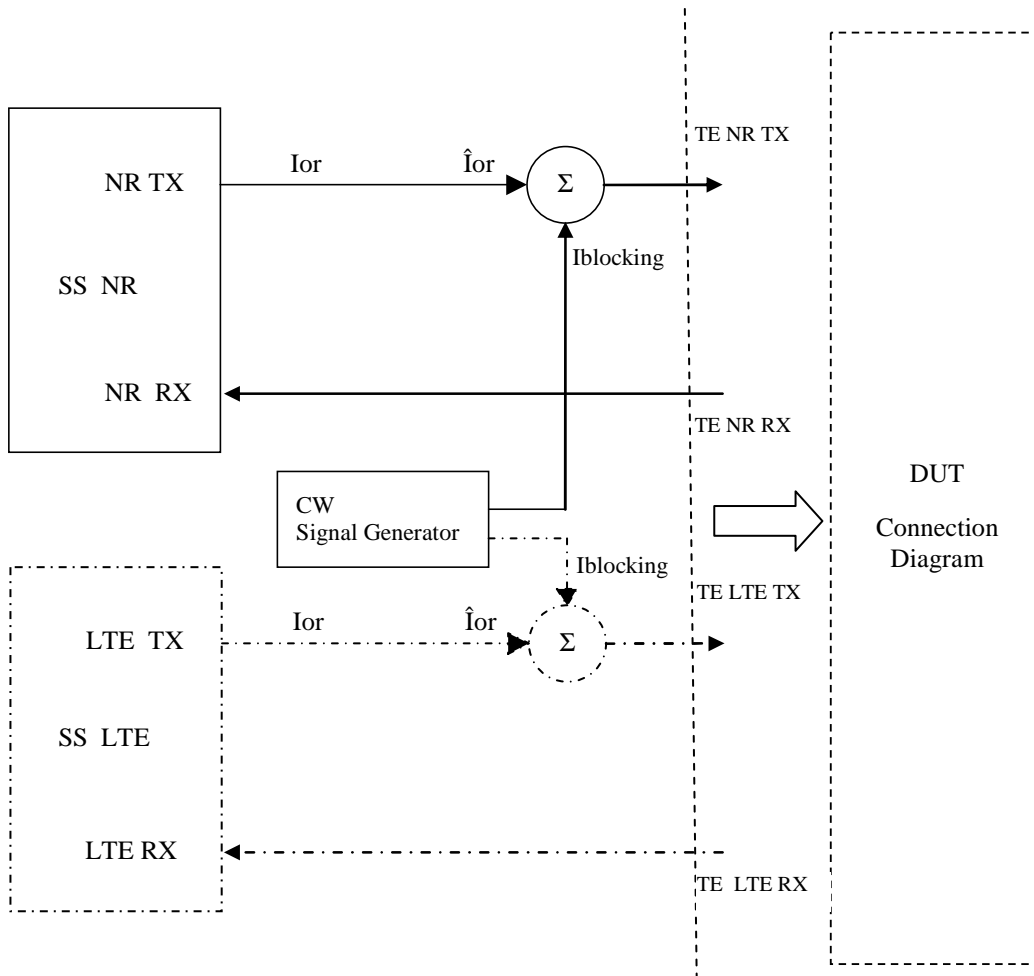 TE NR TX
Ior
Îor
NR TX
Σ
Iblocking
SS NR
NR RX
TE NR RX
CW
Signal Generator
DUT
Connection
Diagram
Iblocking
TE LTE TX
Ior
Îor
LTE TX
Σ
SS LTE
LTE RX
TE LTE RX